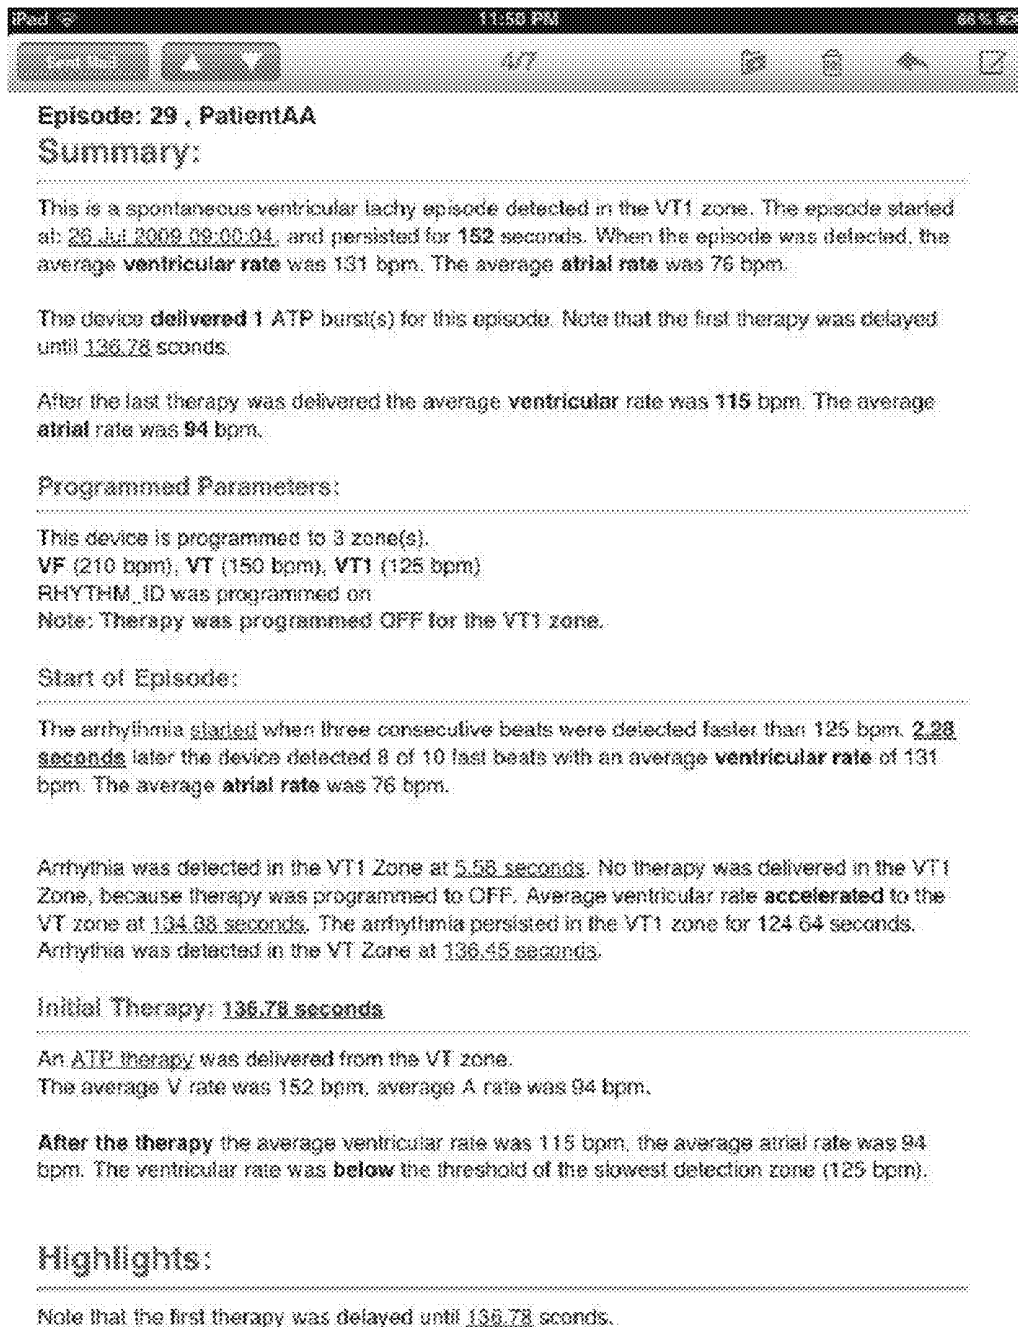 iPad 11:50 PM 66%
4/7
Episode: 29 , PatientAA
Summary:
This is a spontaneous ventricular tachy episode detected in the VT1 zone. The episode started
at: 26 Jul 2009 09:00:04, and persisted for 152 seconds. When the episode was detected, the
average ventricular rate was 131 bpm. The average atrial rate was 76 bpm.
The device delivered 1 ATP burst(s) for this episode. Note that the first therapy was delayed
until 136.78 sconds.
After the last therapy was delivered the average ventricular rate was 115 bpm. The average
atrial rate was 94 bpm.
Programmed Parameters:
This device is programmed to 3 zone(s).
VF (210 bpm), VT (150 bpm), VT1 (125 bpm)
RHYTHM_ID was programmed on
Note: Therapy was programmed OFF for the VT1 zone.
Start of Episode:
The arrhythmia started when three consecutive beats were detected faster than 125 bpm. 2.28
seconds later the device detected 8 of 10 fast beats with an average ventricular rate of 131
bpm. The average atrial rate was 76 bpm.
Arrhythia was detected in the VT1 Zone at 5.58 seconds. No therapy was delivered in the VT1
Zone, because therapy was programmed to OFF. Average ventricular rate accelerated to the
VT zone at 134.88 seconds. The arrhythmia persisted in the VT1 zone for 124.64 seconds.
Arrhythia was detected in the VT Zone at 136.45 seconds.
Initial Therapy: 136.78 seconds
An ATP therapy was delivered from the VT zone.
The average V rate was 152 bpm, average A rate was 94 bpm.
After the therapy the average ventricular rate was 115 bpm, the average atrial rate was 94
bpm. The ventricular rate was below the threshold of the slowest detection zone (125 bpm).
Highlights:
Note that the first therapy was delayed until 136.78 sconds.